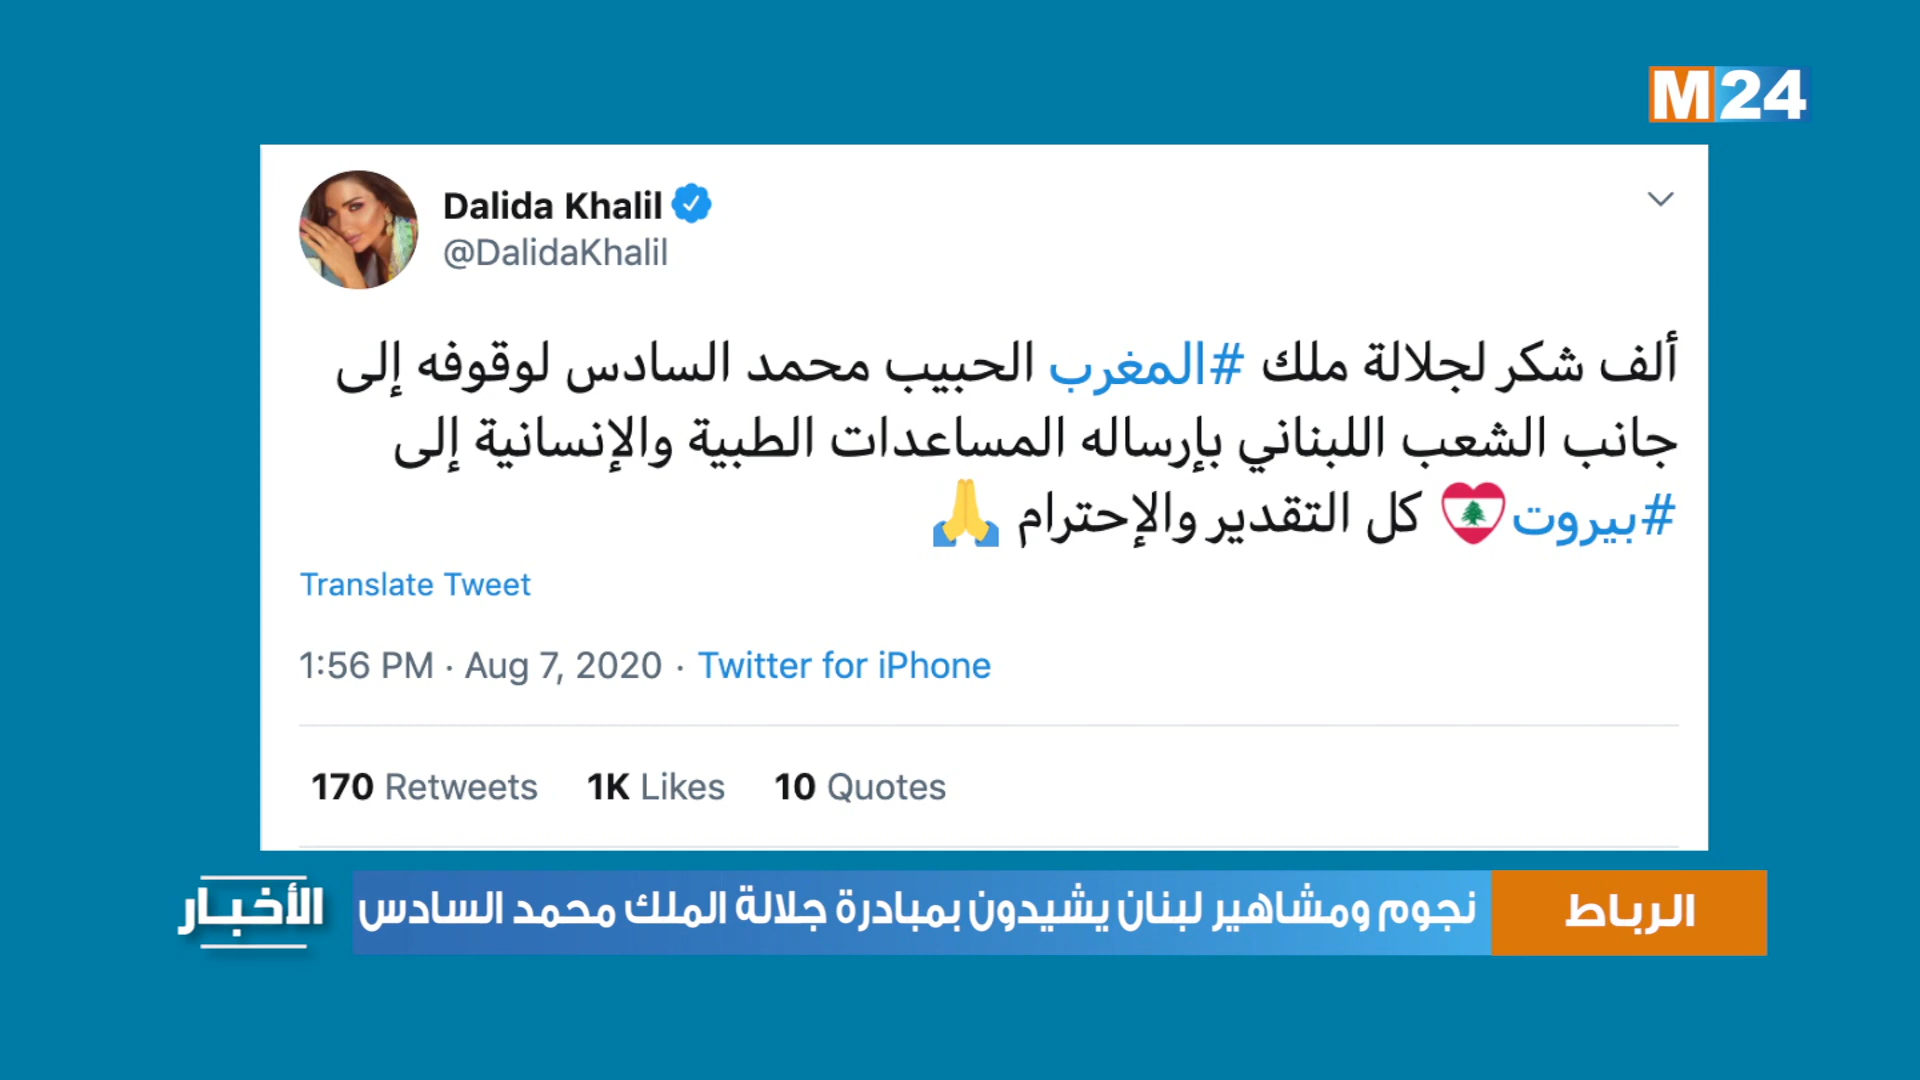 M24
Dalida Khalil
@DalidaKhalil
ألف شكر لجلالة ملك #المغرب الحبيب محمد السادس لوقوفه إلى
جانب الشعب اللبناني بإرساله المساعدات الطبية والإنسانية إلى
#بيروت كل التقدير والإحترام 🙏
Translate Tweet
1:56 PM · Aug 7, 2020 · Twitter for iPhone
170 Retweets 1K Likes 10 Quotes
الرباط
نجوم ومشاهير لبنان يشيدون بمبادرة جلالة الملك محمد السادس
الأخبار